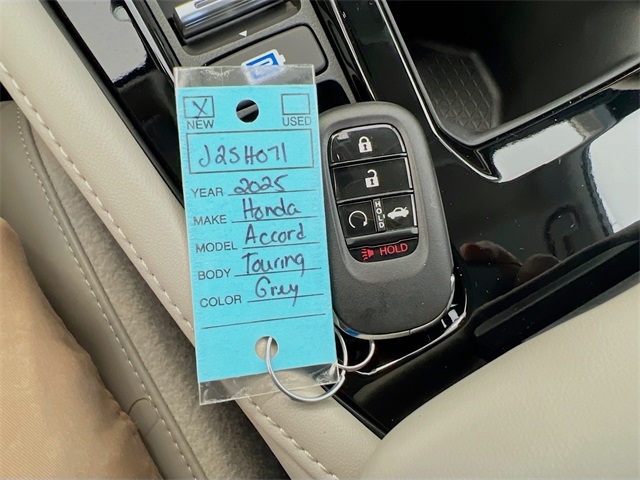 X
NEW USED
J25H071
YEAR 2025
MAKE Honda
MODEL Accord
BODY Touring
COLOR Grey
HOLD
HOLD